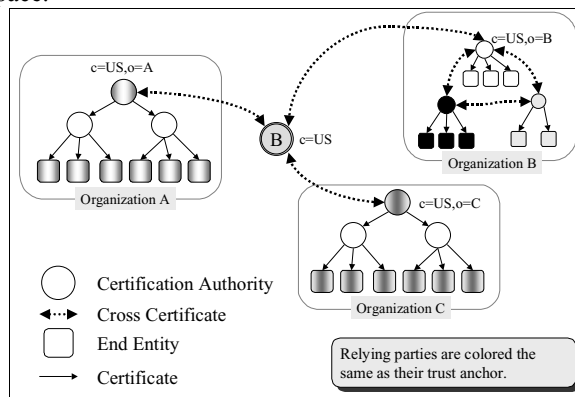 c=US,o=B
c=US,o=A
B
c=US
Organization B
Organization A
c=US,o=C
Certification Authority
Organization C
Cross Certificate
End Entity
Relying parties are colored the
same as their trust anchor.
Certificate